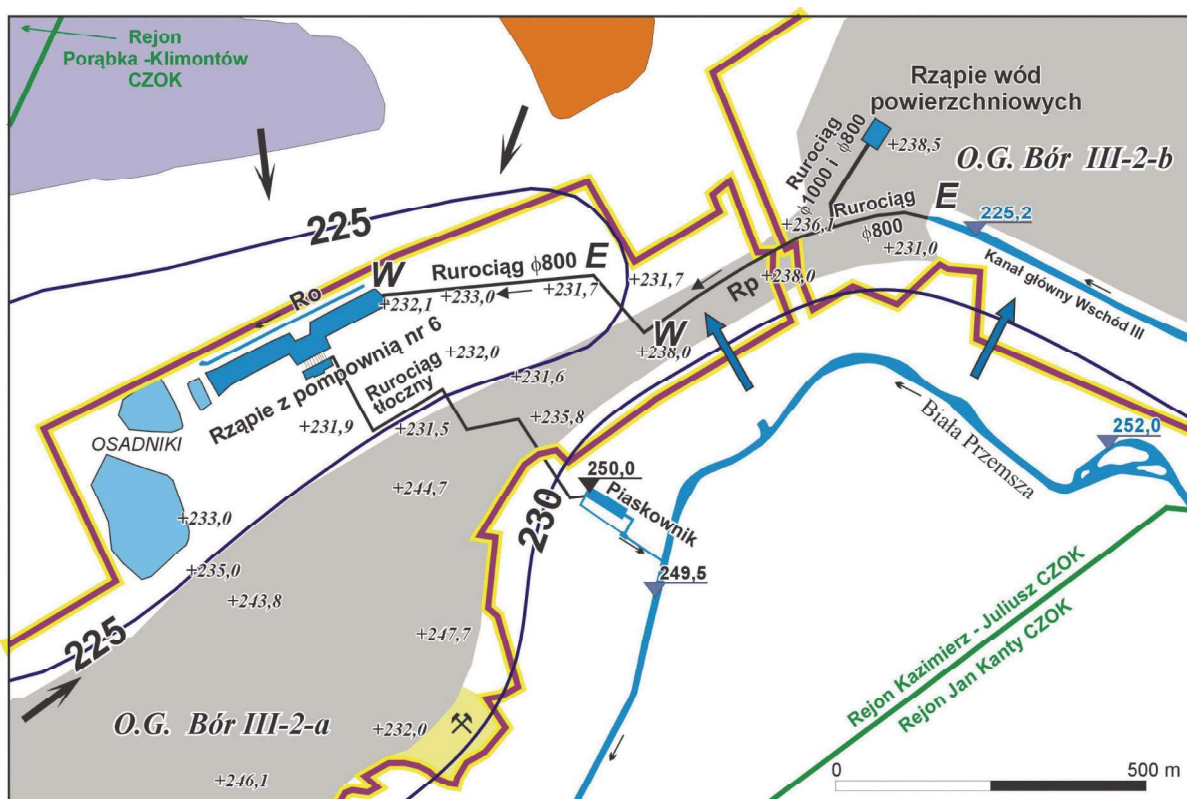 Rejon
Porąbka -Klimontów
CZOK
Rząpie wód
powierzchniowych
+238,5
O.G. Bór III-2-b
Rurociąg
ϕ1000 i ϕ800
+236,1
Rurociąg
ϕ800
E
225,2
+231,0
Kanał główny Wschód III
225
W
Rurociąg ϕ800
E
+231,7
+238,0
Rp
Ro
+232,1
+233,0
+231,7
W
+238,0
Rząpie z pompownią nr 6
+232,0
Rurociąg
tłoczny
+231,6
+235,8
+231,9
+231,5
OSADNIKI
Biała Przemsza
252,0
250,0
Piaskownik
+244,7
230
+233,0
+235,0
+243,8
249,5
+247,7
225
Rejon Kazimierz - Juliusz CZOK
Rejon Jan Kanty CZOK
O.G. Bór III-2-a
+232,0
+246,1
0
500 m